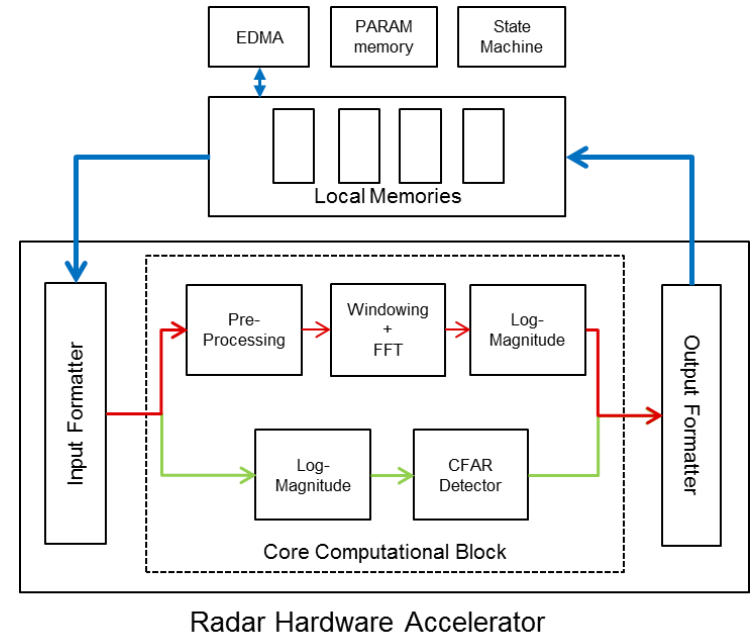 EDMA
PARAM
memory
State
Machine
Local Memories
Input Formatter
Pre-
Processing
Windowing
+
FFT
Log-
Magnitude
Output Formatter
Log-
Magnitude
CFAR
Detector
Core Computational Block
Radar Hardware Accelerator